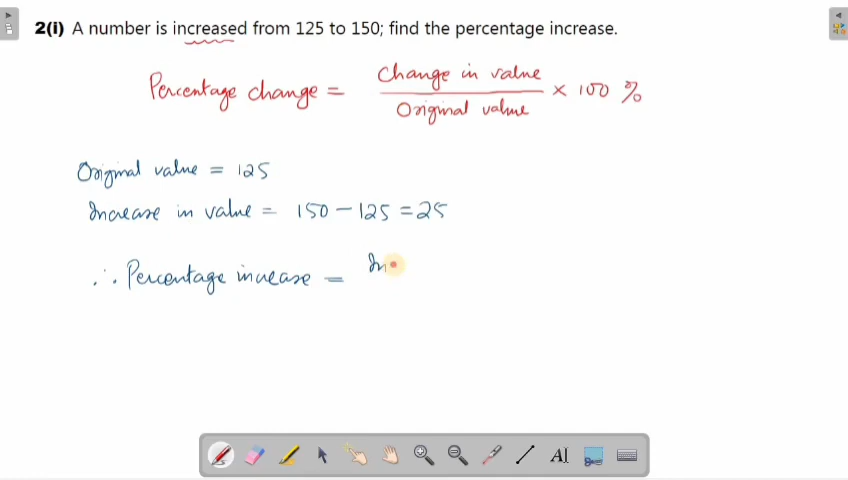 2(i) A number is increased from 125 to 150; find the percentage increase.
Percentage change = Change in value / Original value × 100 %
Original value = 125
Increase in value = 150 - 125 = 25
∴ Percentage increase = In
AI